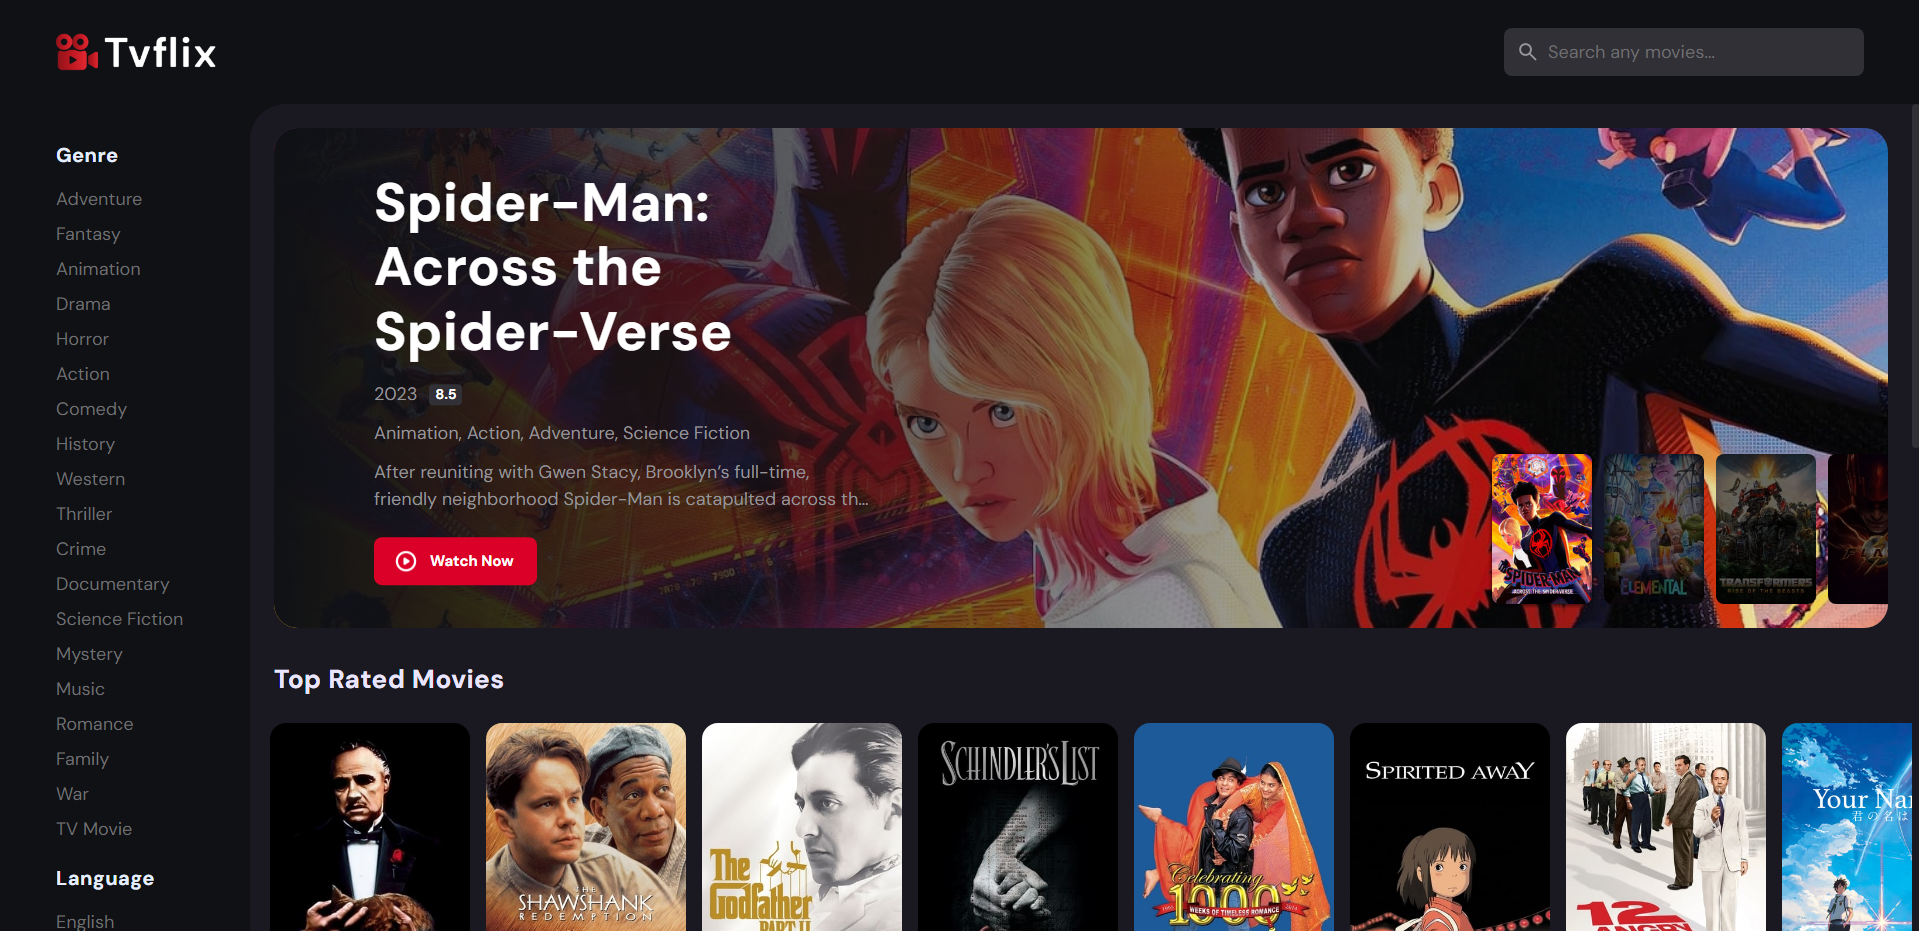 Tvflix
Search any movies...
Genre
Adventure
Fantasy
Animation
Drama
Horror
Action
Comedy
History
Western
Thriller
Crime
Documentary
Science Fiction
Mystery
Music
Romance
Family
War
TV Movie
Language
English
Spider-Man:
Across the
Spider-Verse
2023 8.5
Animation, Action, Adventure, Science Fiction
After reuniting with Gwen Stacy, Brooklyn's full-time,
friendly neighborhood Spider-Man is catapulted across th...
Watch Now
SPIDER-MAN
ACROSS THE SPIDER-VERSE
ELEMENTAL
TRANSFORMERS
RISE OF THE BEASTS
Top Rated Movies
THE
SHAWSHANK
REDEMPTION
The
Godfather
PART II
SCHINDLER'S LIST
Celebrating
1000
WEEKS OF TIMELESS ROMANCE
SPIRITED AWAY
12
ANGRY
Your Na
君の名は